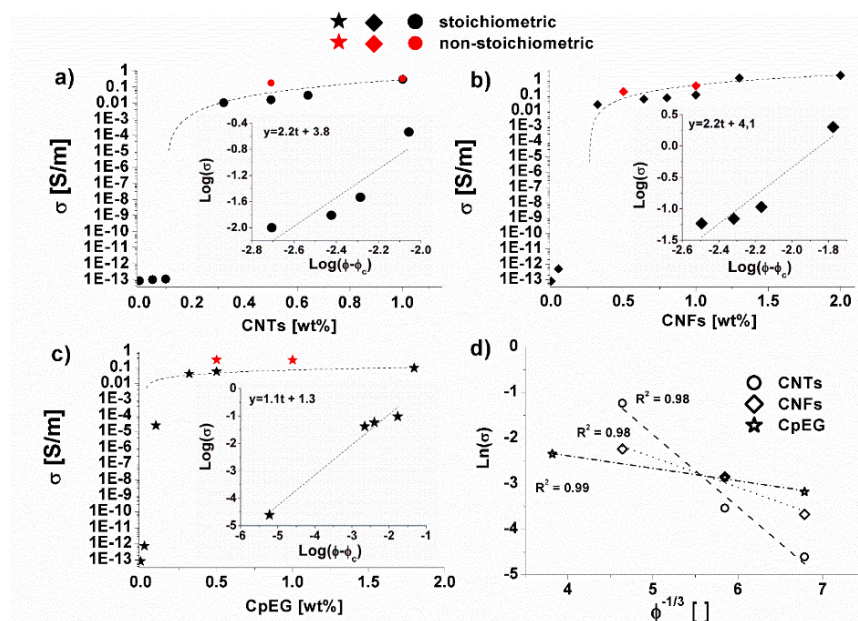 stoichiometric
non-stoichiometric
a)
σ [S/m]
1
0.1
0.01
1E-3
1E-4
1E-5
1E-6
1E-7
1E-8
1E-9
1E-10
1E-11
1E-12
1E-13
0.0 0.5 1.0
CNTs [wt%]
y=2.2t + 3.8
Log(σ)
-0.4
-0.8
-1.2
-1.6
-2.0
-2.8 -2.6 -2.4 -2.2 -2.0
Log(ϕ-ϕc)
b)
σ [S/m]
1
0.1
0.01
1E-3
1E-4
1E-5
1E-6
1E-7
1E-8
1E-9
1E-10
1E-11
1E-12
1E-13
0.0 0.5 1.0 1.5 2.0
CNFs [wt%]
y=2.2t + 4,1
Log(σ)
0.5
0.0
-0.5
-1.0
-1.5
-2.6 -2.4 -2.2 -2.0 -1.8
Log(ϕ-ϕc)
c)
σ [S/m]
1
0.1
0.01
1E-3
1E-4
1E-5
1E-6
1E-7
1E-8
1E-9
1E-10
1E-11
1E-12
1E-13
0.0 0.5 1.0 1.5 2.0
CpEG [wt%]
y=1.1t + 1.3
Log(σ)
0
-1
-2
-3
-4
-5
-6 -5 -4 -3 -2 -1
Log(ϕ-ϕc)
d)
Ln(σ)
0
-1
-2
-3
-4
-5
CNTs
CNFs
CpEG
R² = 0.98
R² = 0.98
R² = 0.99
4 5 6 7
ϕ-1/3 [ ]